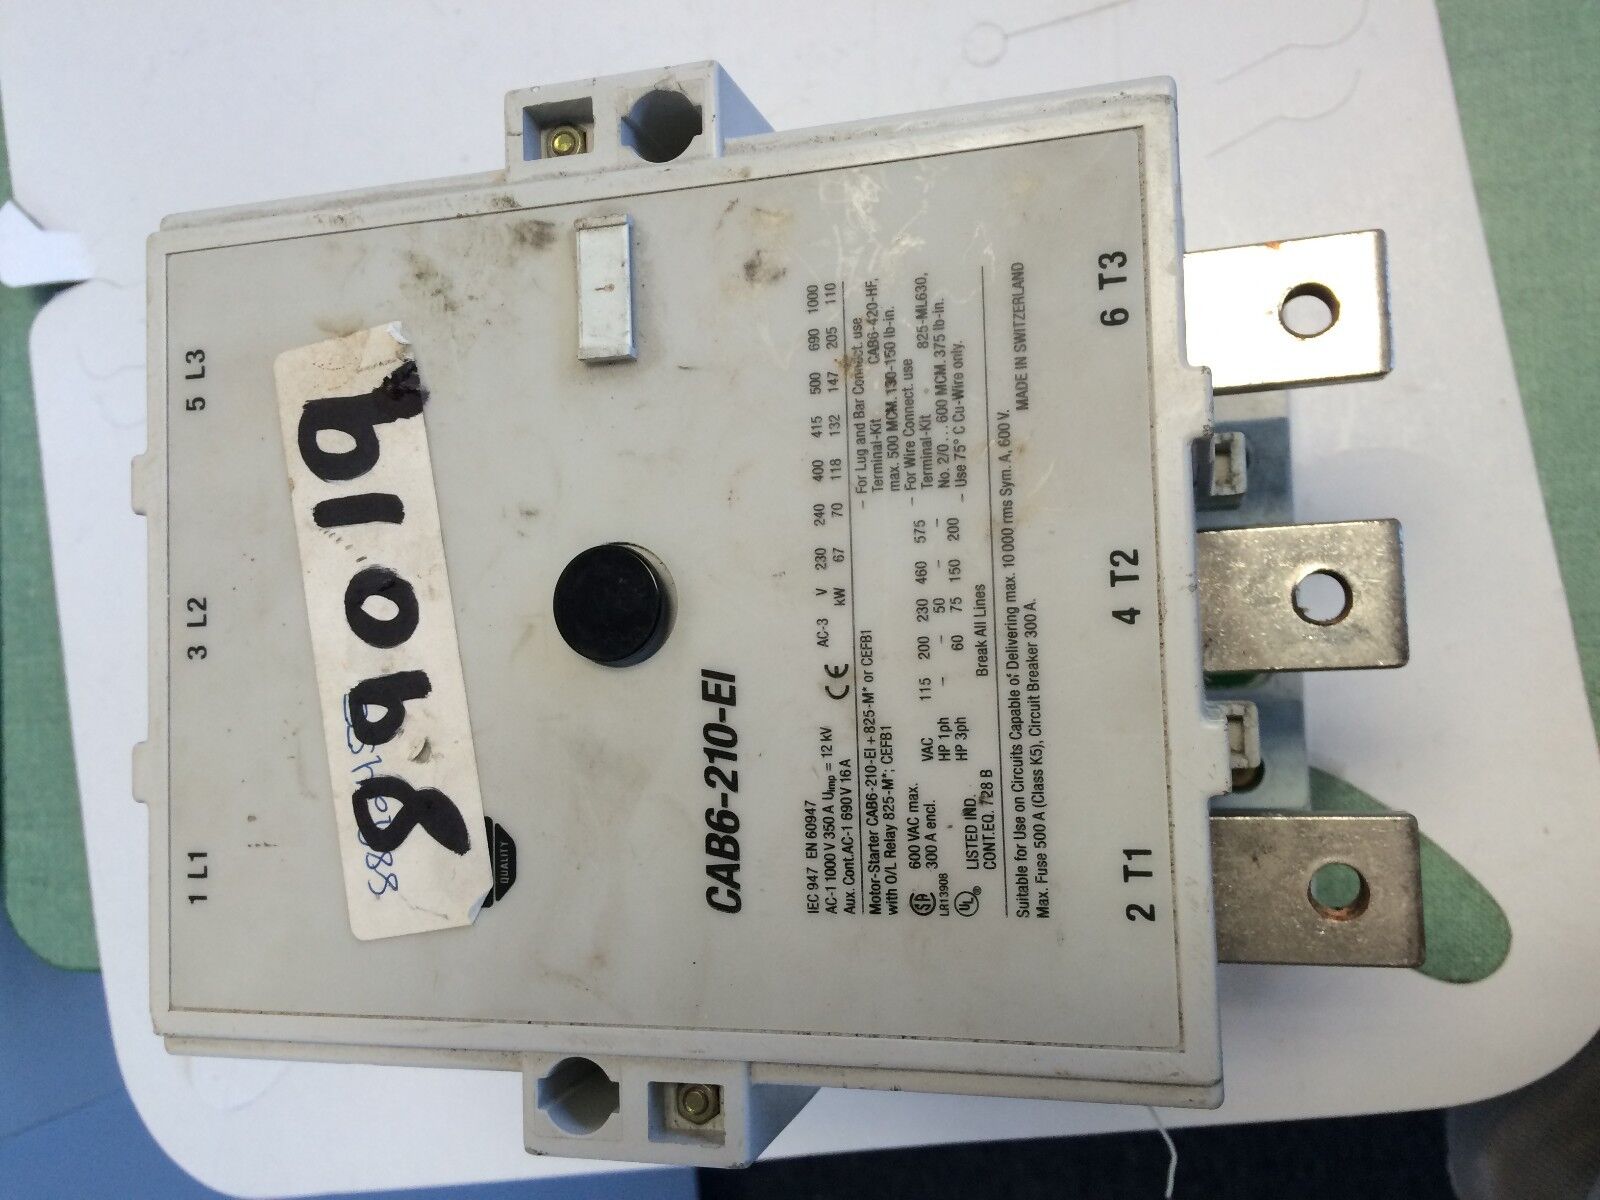 1 L1 3 L2 5 L3
89019
QUALITY
CAB6-210-EI
IEC 947 EN 60947
AC-1 1000 V 350 A Uimp = 12 kV
Aux. Cont.AC-1 690V 16 A
CE AC-3 V 230 240 400 415 500 690 1000
kW 67 70 118 132 147 205 110
Motor-Starter CAB6-210-EI + 825-M* or CEFB1
with O/L Relay 825-M*; CEFB1
600 VAC max.
300 A encl.
LR13908
LISTED IND.
CONT.EQ. 728 B
VAC 115 200 230 460 575
HP 1ph – – 50 – –
HP 3ph – 60 75 150 200
Break All Lines
– For Lug and Bar Connect. use
Terminal-Kit CAB6-420-HF,
max. 500 MCM. 130-150 lb-in.
– For Wire Connect. use
Terminal-Kit 825-ML630,
No. 2/0...600 MCM. 375 lb-in.
– Use 75° C Cu-Wire only.
Suitable for Use on Circuits Capable of Delivering max. 10 000 rms Sym. A, 600 V.
Max. Fuse 500 A (Class K5), Circuit Breaker 300 A.
MADE IN SWITZERLAND
2 T1 4 T2 6 T3